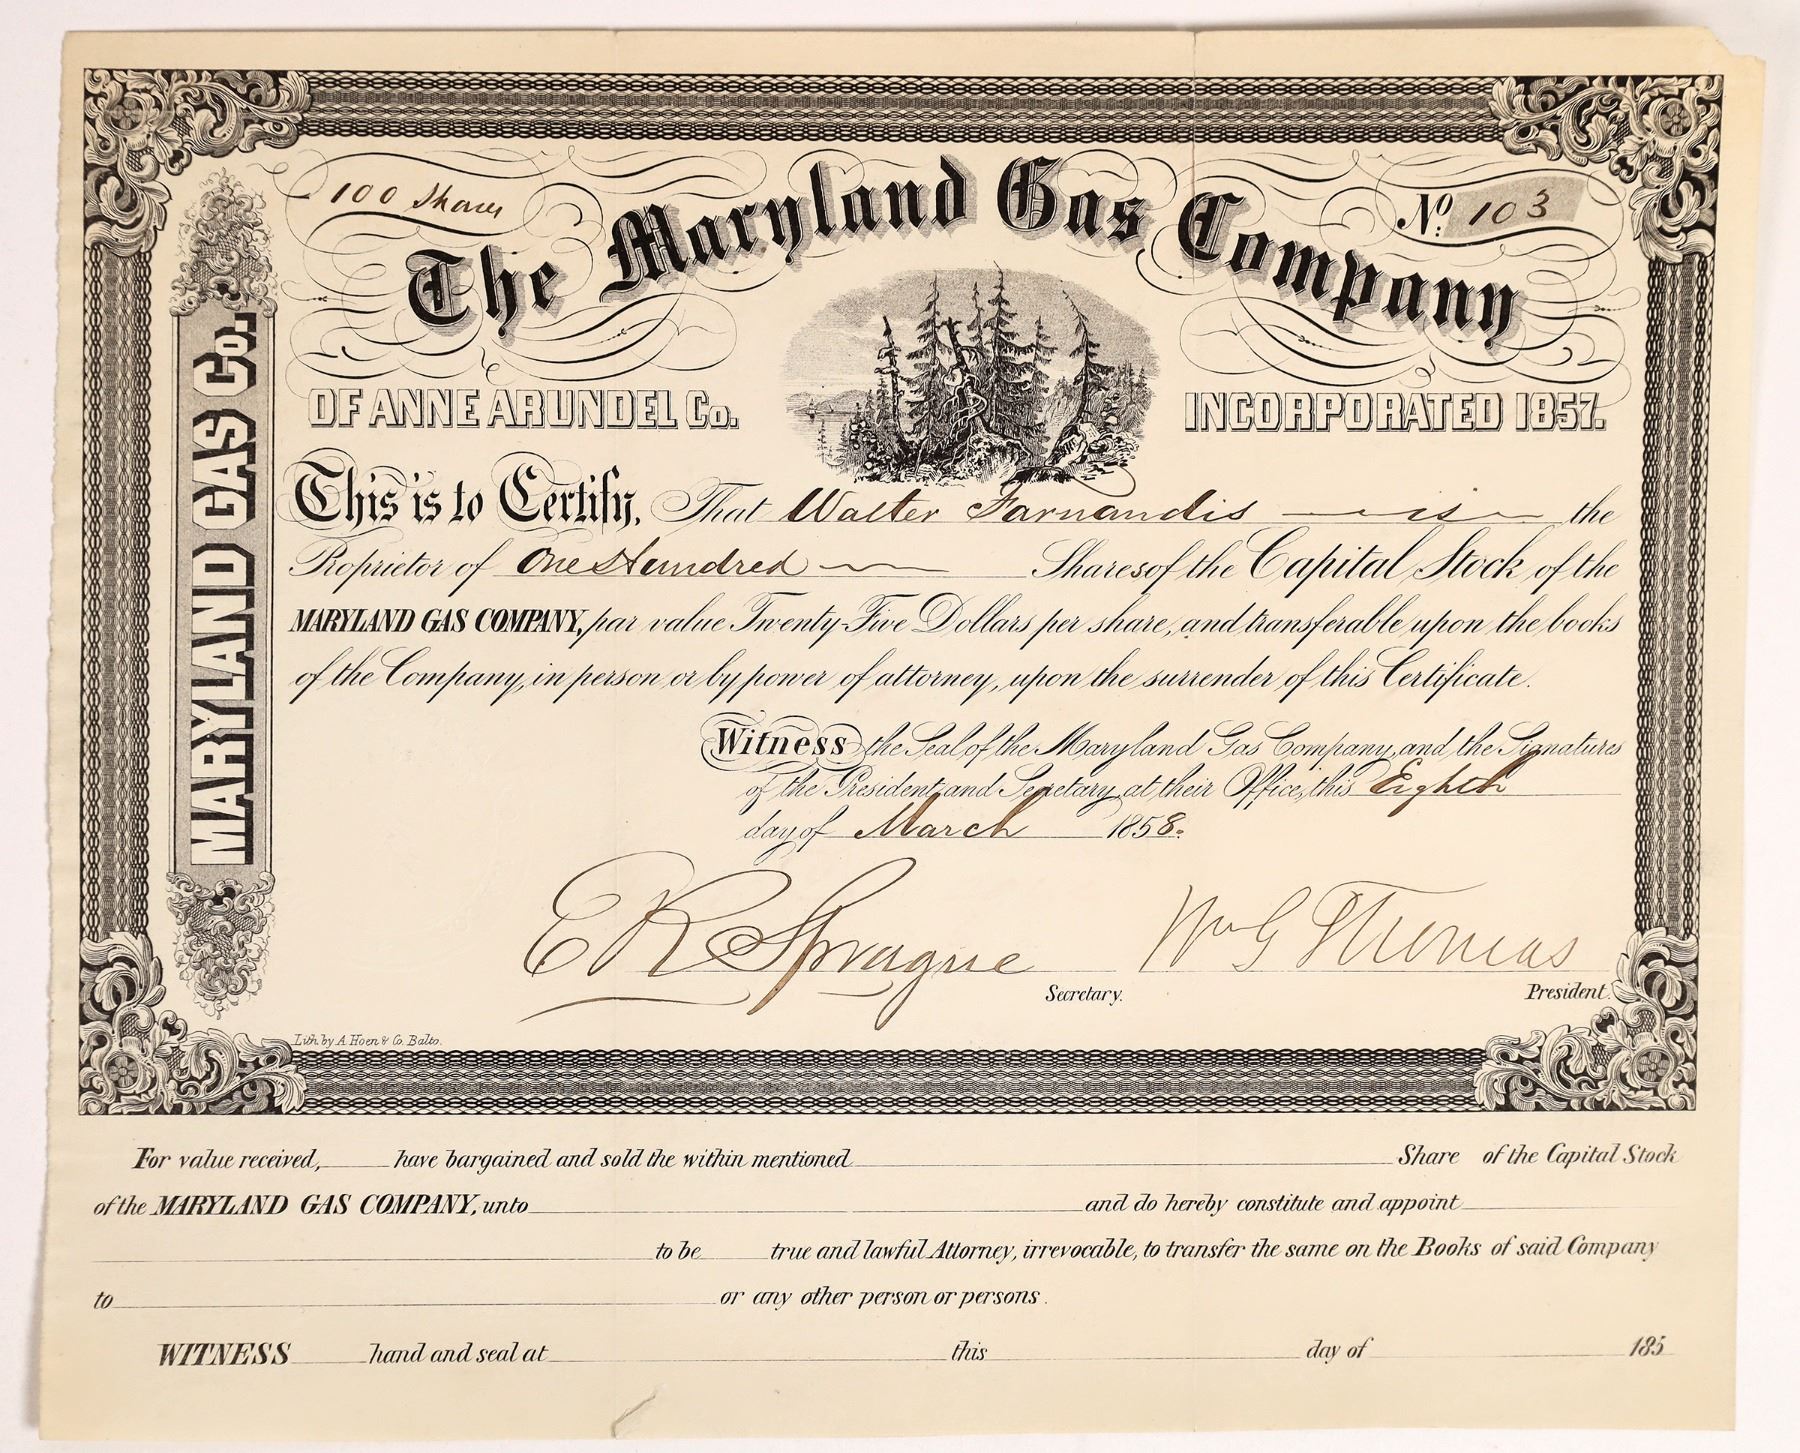 100 Shares
No. 103
The Maryland Gas Company
OF ANNE ARUNDEL Co. INCORPORATED 1857.
MARYLAND GAS Co.
This is to Certify, That Walter Farnandis is the
Proprietor of One Hundred Shares of the Capital Stock of the
MARYLAND GAS COMPANY, par value Twenty-Five Dollars per share, and transferable upon the books
of the Company, in person or by power of attorney, upon the surrender of this Certificate.
Witness the Seal of the Maryland Gas Company, and the Signatures
of the President and Secretary, at their Office, this Eighth
day of March 1858.
E R Sprague Wm G Thomas
Secretary. President.
Lith. by A. Hoen & Co. Balto.
For value received, have bargained and sold the within mentioned Share of the Capital Stock
of the MARYLAND GAS COMPANY, unto and do hereby constitute and appoint
to be true and lawful Attorney, irrevocable, to transfer the same on the Books of said Company
to or any other person or persons.
WITNESS hand and seal at this day of 185